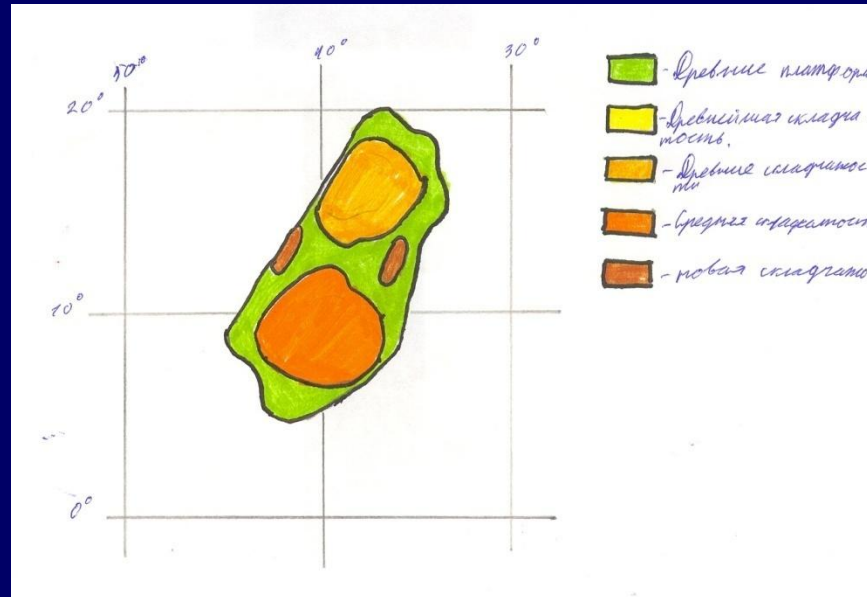 50° 40° 30°
20°
10°
0°
- Древние платфор
- Древнейшая складча
тость.
- Древние складчатос
ти
- Средняя складчатост
- новая складчато